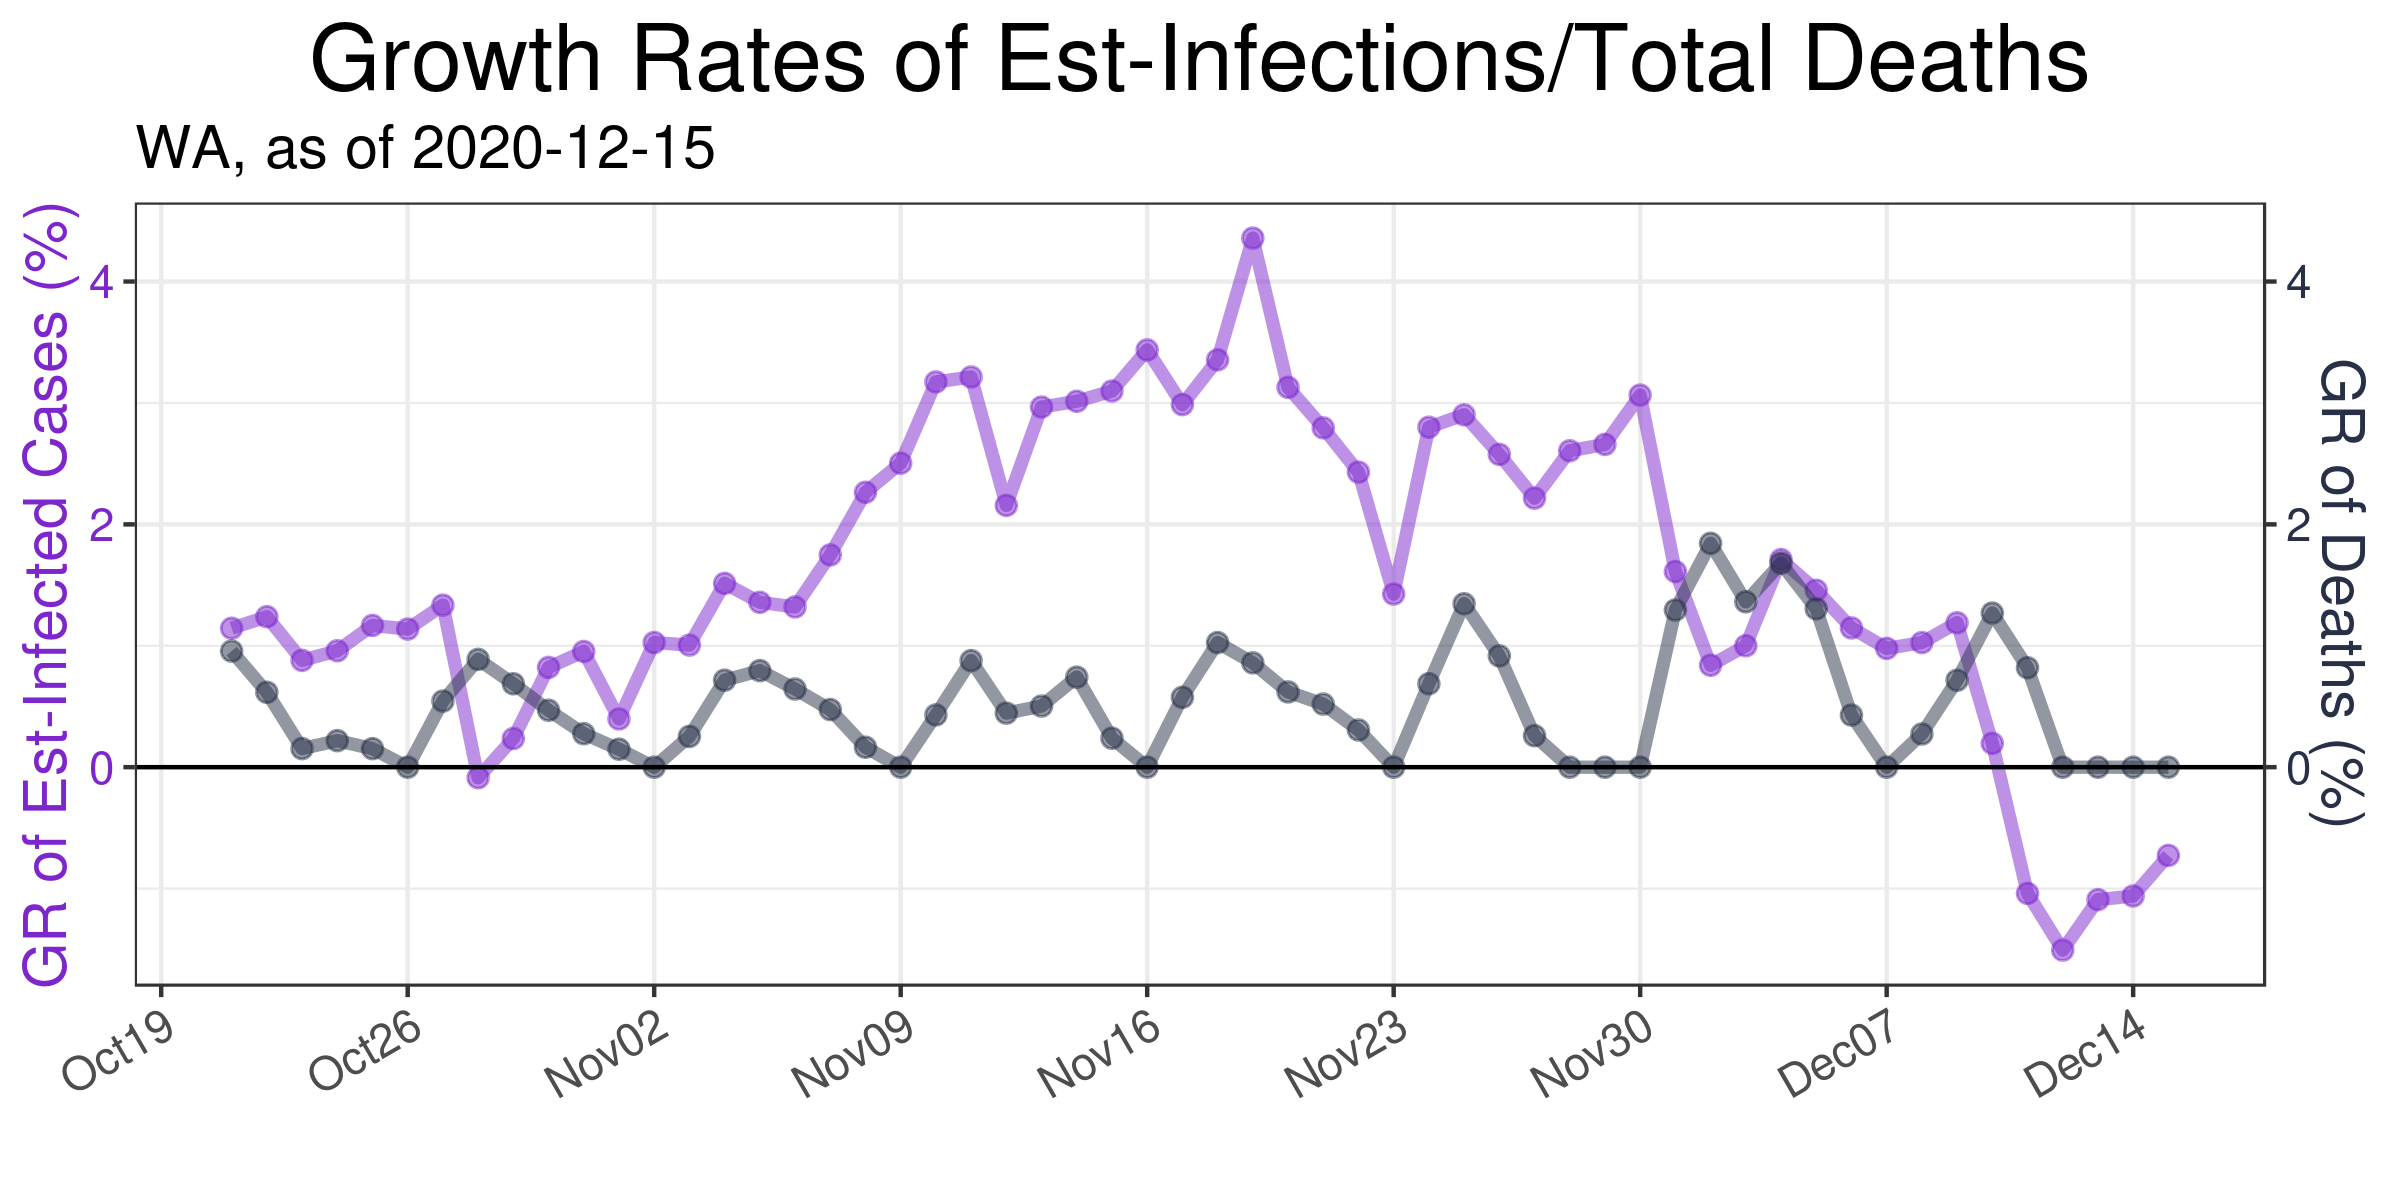 Growth Rates of Est-Infections/Total Deaths
WA, as of 2020-12-15
GR of Est-Infected Cases (%)
4
2
0
4
2
0
GR of Deaths (%)
Oct19
Oct26
Nov02
Nov09
Nov16
Nov23
Nov30
Dec07
Dec14